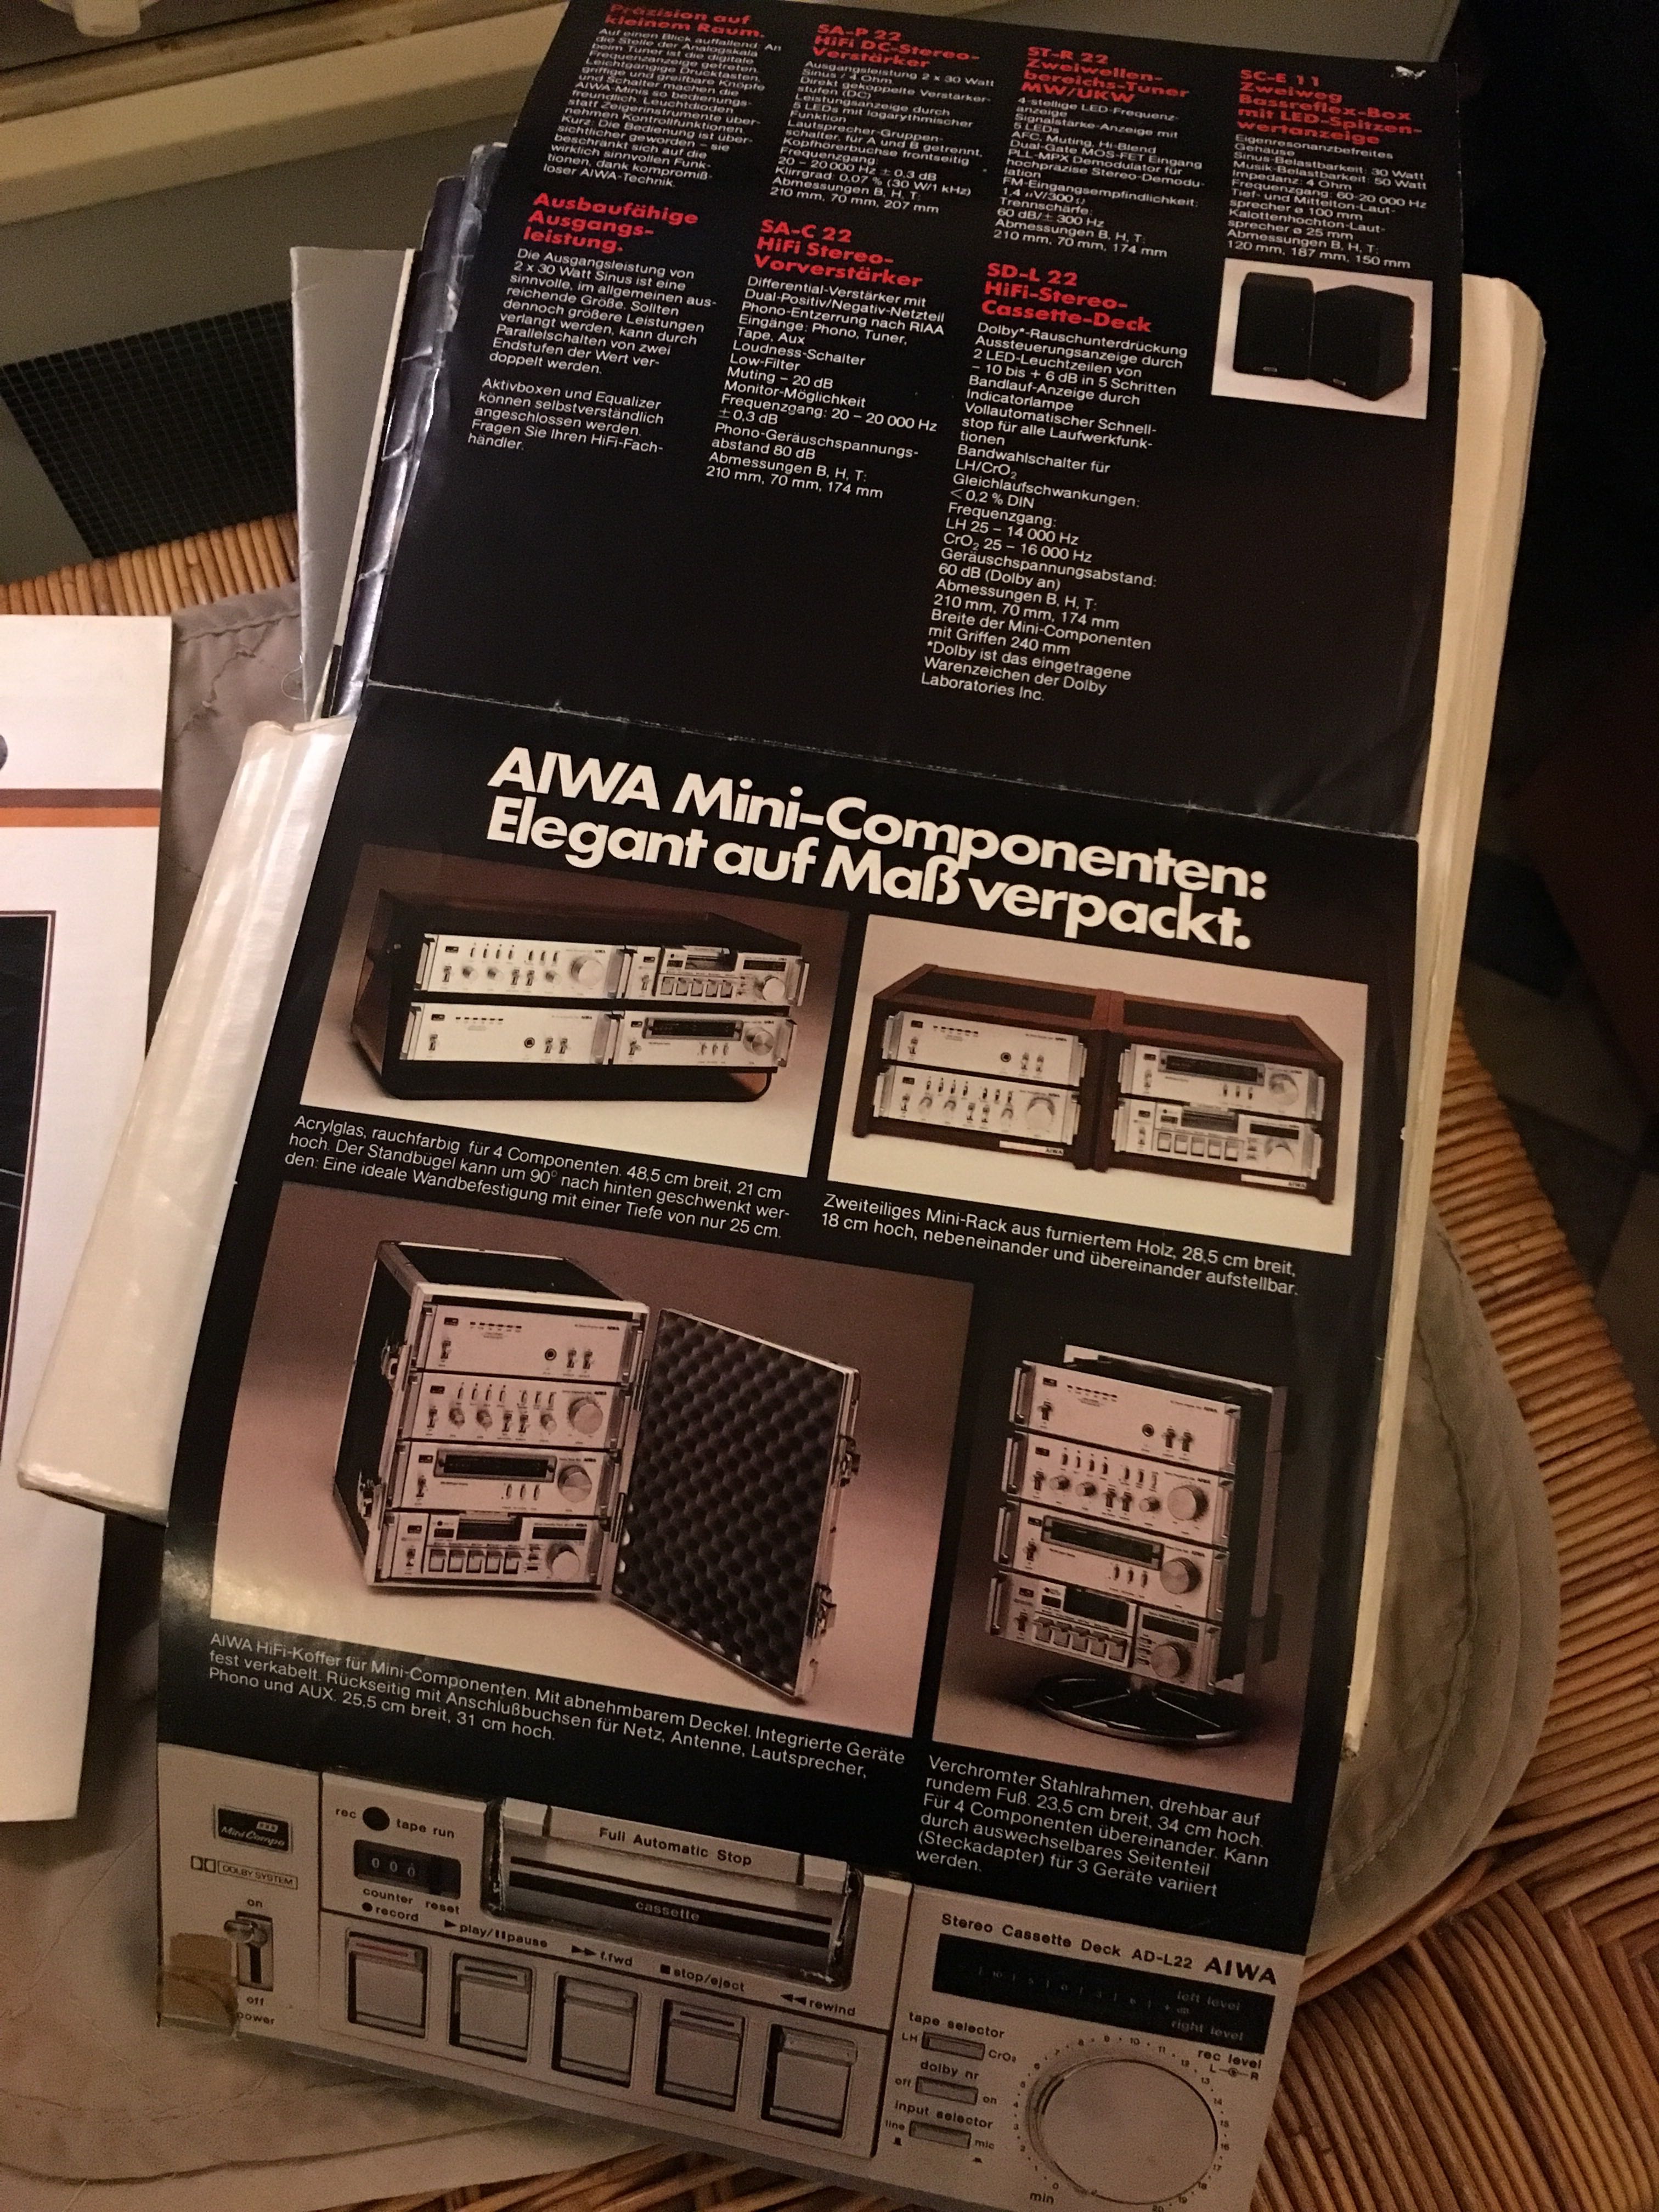 Präzision auf
kleinem Raum.
Auf einen Blick auffallend: An
die Stelle der Analogskala
beim Tuner ist die digitale
Frequenzanzeige getreten.
Leichtgängige Drucktasten,
griffige und greifbare Knöpfe
und Schalter machen die
AIWA-Minis so bedienungs-
freundlich. Leuchtdioden
statt Zeigerinstrumente über-
nehmen Kontrollfunktionen.
Kurz: Die Bedienung ist über-
sichtlicher geworden – sie
beschränkt sich auf die
wirklich sinnvollen Funk-
tionen, dank kompromiß-
loser AIWA-Technik.
Ausbaufähige
Ausgangs-
leistung.
Die Ausgangsleistung von
2 x 30 Watt Sinus ist eine
sinnvolle, im allgemeinen aus-
reichende Größe. Sollten
dennoch größere Leistungen
verlangt werden, kann durch
Parallelschalten von zwei
Endstufen der Wert ver-
doppelt werden.
Aktivboxen und Equalizer
können selbstverständlich
angeschlossen werden.
Fragen Sie Ihren HiFi-Fach-
händler.
SA-P 22
HiFi DC-Stereo-
Verstärker
Ausgangsleistung 2 x 30 Watt
Sinus / 4 Ohm
Direkt gekoppelte Verstärker-
stufen (DC)
Leistungsanzeige durch
5 LEDs mit logarythmischer
Funktion
Lautsprecher-Gruppen-
schalter, für A und B getrennt,
Kopfhörerbuchse frontseitig
Frequenzgang:
20 – 20 000 Hz ± 0,3 dB
Klirrgrad: 0.07 % (30 W/1 kHz)
Abmessungen B, H, T:
210 mm, 70 mm, 207 mm
SA-C 22
HiFi Stereo-
Vorverstärker
Differential-Verstärker mit
Dual-Positiv/Negativ-Netzteil
Phono-Entzerrung nach RIAA
Eingänge: Phono, Tuner,
Tape, Aux
Loudness-Schalter
Low-Filter
Muting – 20 dB
Monitor-Möglichkeit
Frequenzgang: 20 – 20 000 Hz
± 0,3 dB
Phono-Geräuschspannungs-
abstand 80 dB
Abmessungen B, H, T:
210 mm, 70 mm, 174 mm
ST-R 22
Zweiwellen-
bereichs-Tuner
MW/UKW
4-stellige LED-Frequenz-
anzeige
Signalstärke-Anzeige mit
5 LEDs
AFC, Muting, Hi-Blend
Dual-Gate MOS-FET Eingang
PLL-MPX Demodulator für
hochpräzise Stereo-Demodu-
lation
FM-Eingangsempfindlichkeit:
1,4 µV/300 Ω
Trennschärfe:
60 dB/± 300 Hz
Abmessungen B, H, T:
210 mm, 70 mm, 174 mm
SD-L 22
HiFi-Stereo-
Cassette-Deck
Dolby*-Rauschunterdrückung
Aussteuerungsanzeige durch
2 LED-Leuchtzeilen von
– 10 bis + 6 dB in 5 Schritten
Bandlauf-Anzeige durch
Indicatorlampe
Vollautomatischer Schnell-
stop für alle Laufwerkfunk-
tionen
Bandwahlschalter für
LH/CrO₂
Gleichlaufschwankungen:
< 0,2 % DIN
Frequenzgang:
LH 25 – 14 000 Hz
CrO₂ 25 – 16 000 Hz
Geräuschspannungsabstand:
60 dB (Dolby an)
Abmessungen B, H, T:
210 mm, 70 mm, 174 mm
Breite der Mini-Componenten
mit Griffen 240 mm
*Dolby ist das eingetragene
Warenzeichen der Dolby
Laboratories Inc.
SC-E 11
Zweiweg
Bassreflex-Box
mit LED-Spitzen-
wertanzeige
Eigenresonanzbefreites
Gehäuse
Sinus-Belastbarkeit: 30 Watt
Musik-Belastbarkeit: 50 Watt
Impedanz: 4 Ohm
Frequenzgang: 60-20 000 Hz
Tief- und Mittelton-Laut-
sprecher ø 100 mm
Kalottenhochton-Laut-
sprecher ø 25 mm
Abmessungen B, H, T:
120 mm, 187 mm, 150 mm
AIWA Mini-Componenten:
Elegant auf Maß verpackt.
Acrylglas, rauchfarbig für 4 Componenten. 48,5 cm breit, 21 cm
hoch. Der Standbügel kann um 90° nach hinten geschwenkt wer-
den: Eine ideale Wandbefestigung mit einer Tiefe von nur 25 cm.
Zweiteiliges Mini-Rack aus furniertem Holz, 28,5 cm breit,
18 cm hoch, nebeneinander und übereinander aufstellbar.
AIWA HiFi-Koffer für Mini-Componenten. Mit abnehmbarem Deckel. Integrierte Geräte
fest verkabelt. Rückseitig mit Anschlußbuchsen für Netz, Antenne, Lautsprecher,
Phono und AUX. 25,5 cm breit, 31 cm hoch.
Verchromter Stahlrahmen, drehbar auf
rundem Fuß. 23,5 cm breit, 34 cm hoch.
Für 4 Componenten übereinander. Kann
durch auswechselbares Seitenteil
(Steckadapter) für 3 Geräte variiert
werden.
Mini Compo
DOLBY SYSTEM
on
off
power
rec
tape run
000
counter reset
Full Automatic Stop
cassette
record
play/pause
f.fwd
stop/eject
rewind
Stereo Cassette Deck AD-L22 AIWA
left level
right level
tape selector
LH
CrO₂
dolby nr
off
on
input selector
line
mic
rec level
L R
min